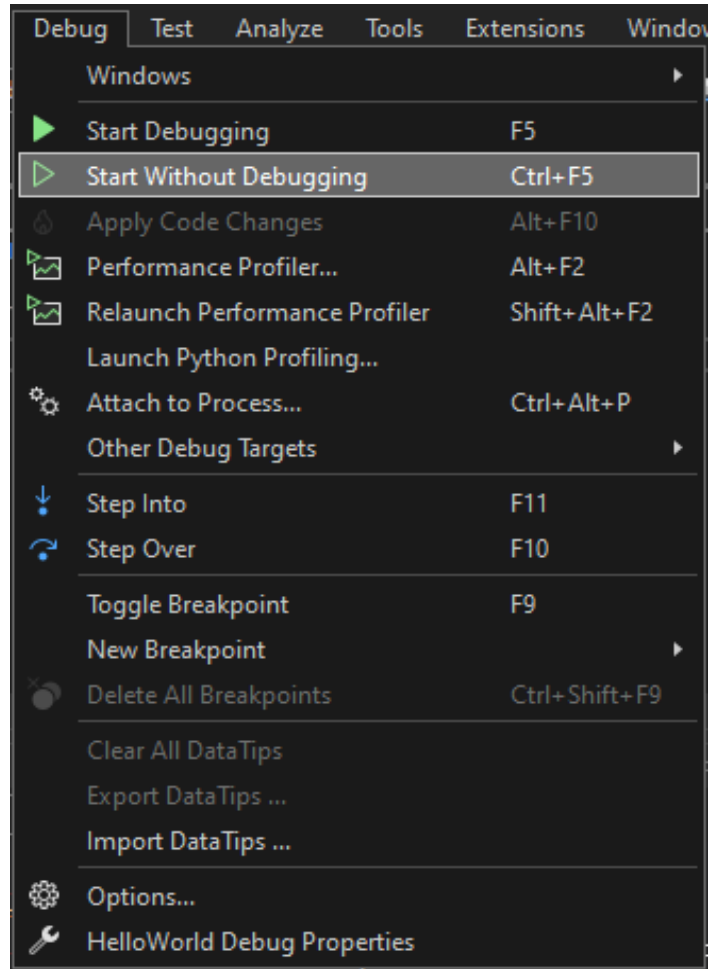 Debug Test Analyze Tools Extensions Window
Windows
Start Debugging F5
Start Without Debugging Ctrl+F5
Apply Code Changes Alt+F10
Performance Profiler... Alt+F2
Relaunch Performance Profiler Shift+Alt+F2
Launch Python Profiling...
Attach to Process... Ctrl+Alt+P
Other Debug Targets
Step Into F11
Step Over F10
Toggle Breakpoint F9
New Breakpoint
Delete All Breakpoints Ctrl+Shift+F9
Clear All DataTips
Export DataTips ...
Import DataTips ...
Options...
HelloWorld Debug Properties